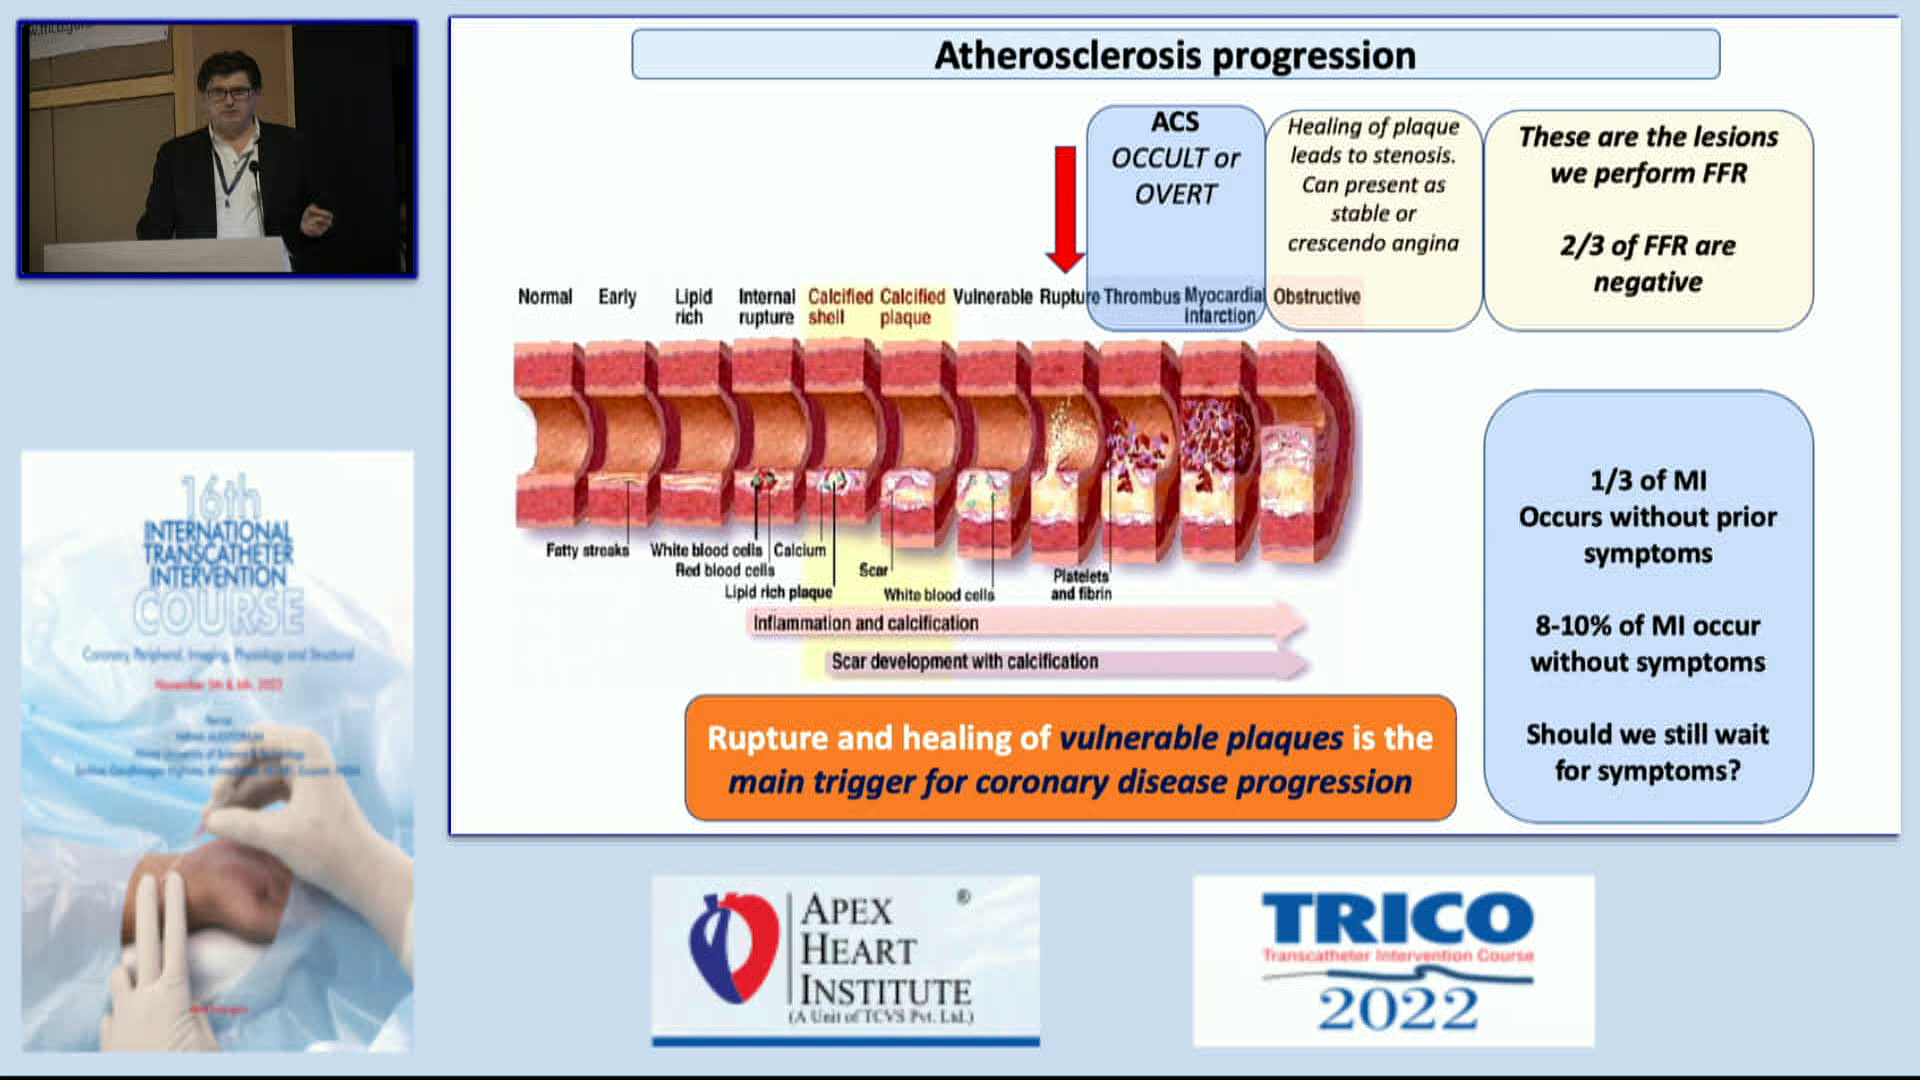 Atherosclerosis progression
ACS
OCCULT or
OVERT
Healing of plaque
leads to stenosis.
Can present as
stable or
crescendo angina
These are the lesions
we perform FFR
2/3 of FFR are
negative
Normal
Early
Lipid
rich
Internal
rupture
Calcified
shell
Calcified
plaque
Vulnerable
Rupture
Thrombus
Myocardial
infarction
Obstructive
Fatty streaks
White blood cells
Red blood cells
Calcium
Lipid rich plaque
Scar
White blood cells
Platelets
and fibrin
Inflammation and calcification
Scar development with calcification
Rupture and healing of vulnerable plaques is the
main trigger for coronary disease progression
1/3 of MI
Occurs without prior
symptoms
8-10% of MI occur
without symptoms
Should we still wait
for symptoms?
16th
INTERNATIONAL
TRANSCATHETER
INTERVENTION
COURSE
Coronary, Peripheral, Imaging, Physiology and Structural
APEX
HEART
INSTITUTE
®
(A Unit of TCVS Pvt. Ltd.)
TRICO
Transcatheter Intervention Course
2022